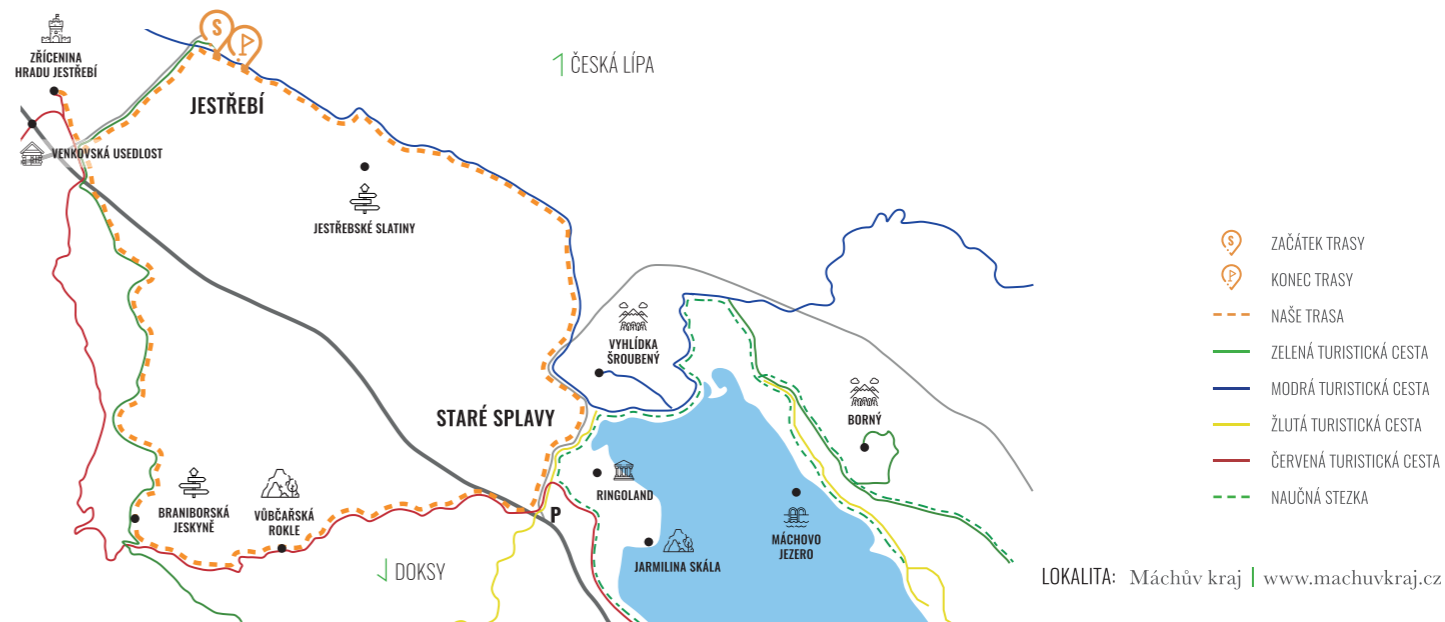 S
P
ZŘÍCENINA
HRADU JESTŘEBÍ
ČESKÁ LÍPA
JESTŘEBÍ
VENKOVSKÁ USEDLOST
JESTŘEBSKÉ SLATINY
VYHLÍDKA
ŠROUBENÝ
STARÉ SPLAVY
BORNÝ
BRANIBORSKÁ
JESKYNĚ
VŮBČAŘSKÁ
ROKLE
P
RINGOLAND
MÁCHOVO
JEZERO
JARMILINA SKÁLA
DOKSY
S
ZAČÁTEK TRASY
P
KONEC TRASY
NAŠE TRASA
ZELENÁ TURISTICKÁ CESTA
MODRÁ TURISTICKÁ CESTA
ŽLUTÁ TURISTICKÁ CESTA
ČERVENÁ TURISTICKÁ CESTA
NAUČNÁ STEZKA
LOKALITA: Máchův kraj | www.machuvkraj.cz